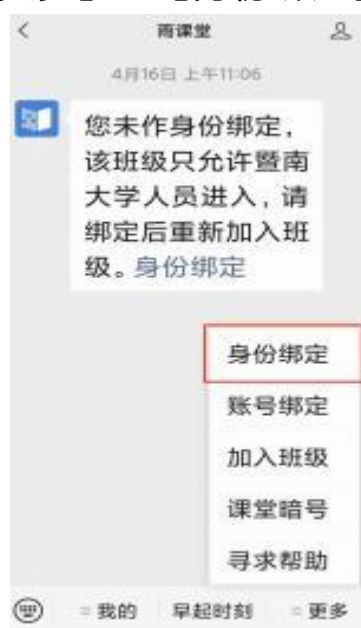 雨课堂
4月16日 上午11:06
您未作身份绑定，
该班级只允许暨南
大学人员进入，请
绑定后重新加入班
级。身份绑定
身份绑定
账号绑定
加入班级
课堂暗号
寻求帮助
我的 早起时刻 更多